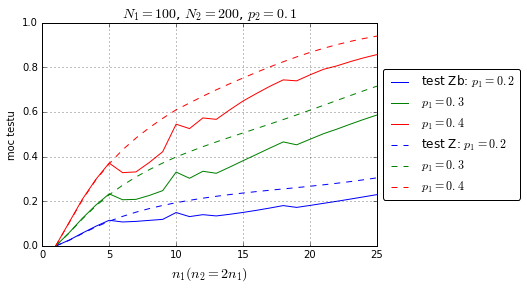 N₁ = 100, N₂ = 200, p₂ = 0.1
1.0
0.8
0.6
0.4
0.2
0.0
moc testu
0 5 10 15 20 25
n₁(n₂ = 2n₁)
test Zb: p₁ = 0.2
p₁ = 0.3
p₁ = 0.4
test Z: p₁ = 0.2
p₁ = 0.3
p₁ = 0.4